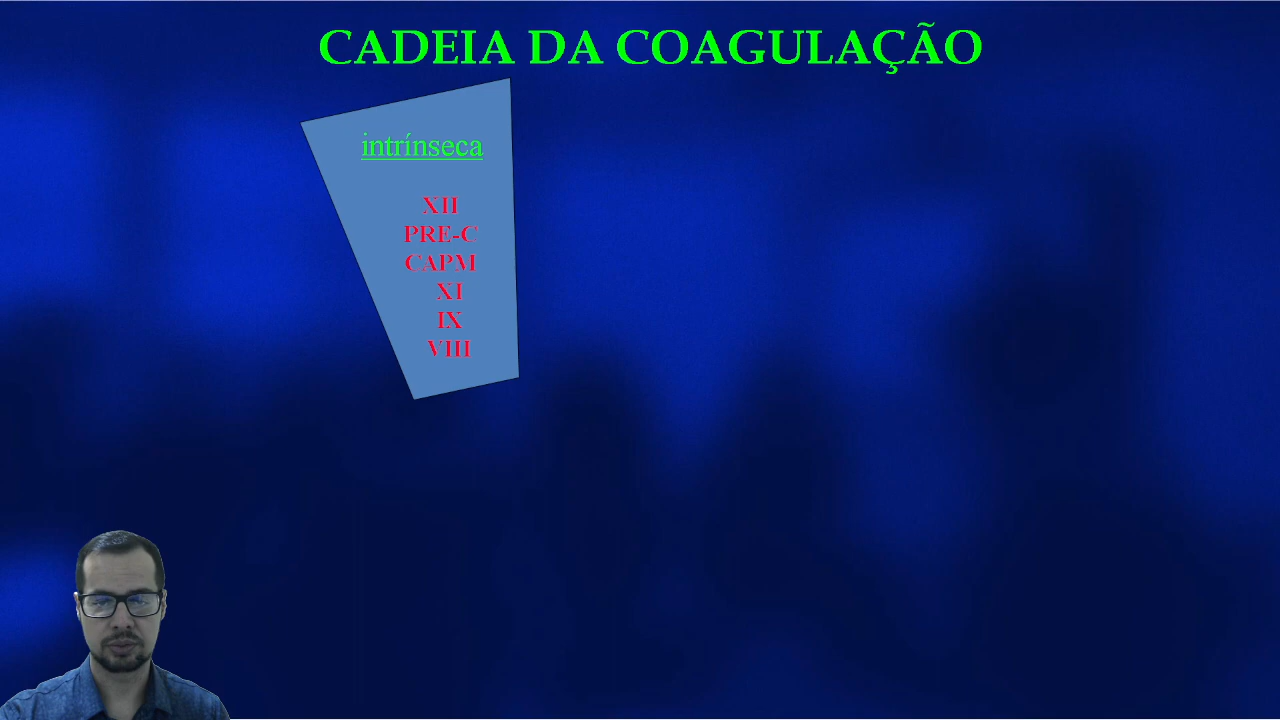 CADEIA DA COAGULAÇÃO
intrínseca
XII
PRE-C
CAPM
XI
IX
VIII